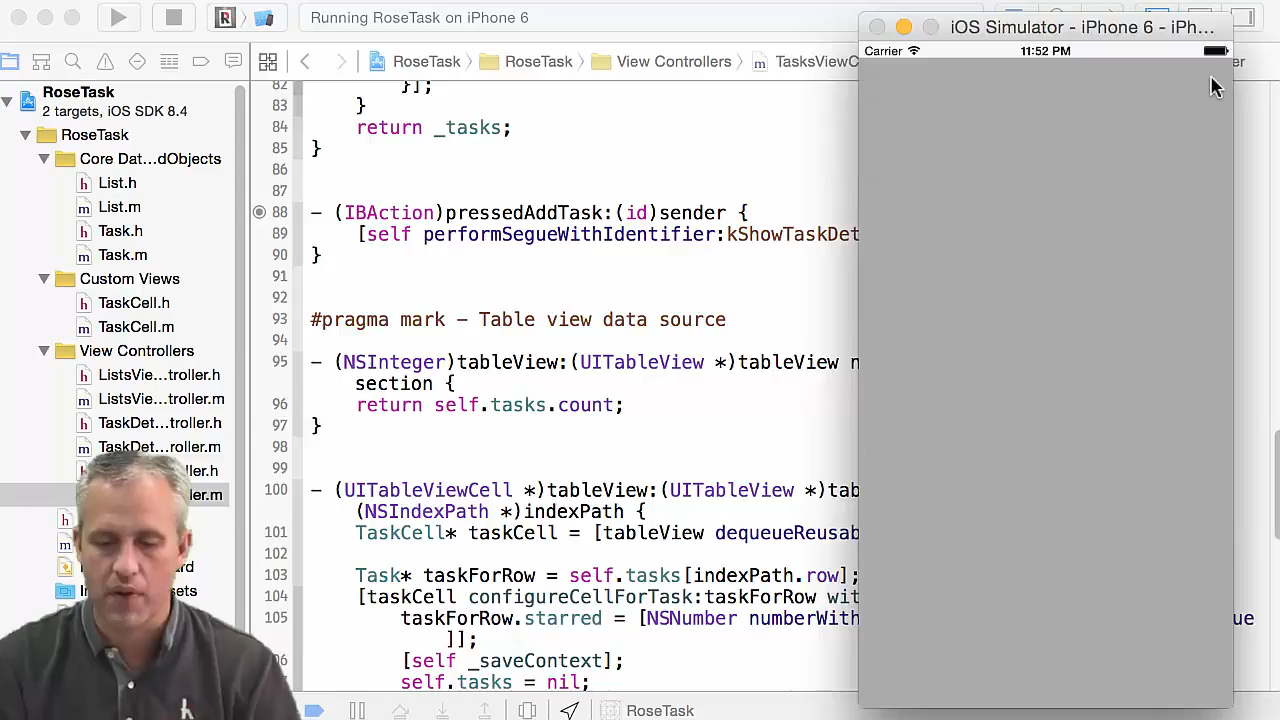 Running RoseTask on iPhone 6
iOS Simulator - iPhone 6 - iPh...
Carrier
11:52 PM
RoseTask
RoseTask
View Controllers
TasksViewC
er
RoseTask
2 targets, iOS SDK 8.4
RoseTask
Core Dat...dObjects
List.h
List.m
Task.h
Task.m
Custom Views
TaskCell.h
TaskCell.m
View Controllers
ListsVie...troller.h
ListsVie...troller.m
TaskDet...troller.h
TaskDet...roller.m
ller.h
ler.m
82 }];
83 }
84 return _tasks;
85 }
86
87
88 - (IBAction)pressedAddTask:(id)sender {
89 [self performSegueWithIdentifier:kShowTaskDet
90 }
91
92
93 #pragma mark - Table view data source
94
95 - (NSInteger)tableView:(UITableView *)tableView n
section {
96 return self.tasks.count;
97 }
98
99
100 - (UITableViewCell *)tableView:(UITableView *)tab
(NSIndexPath *)indexPath {
101 TaskCell* taskCell = [tableView dequeueReusab
102
103 Task* taskForRow = self.tasks[indexPath.row];
104 [taskCell configureCellForTask:taskForRow wit
105 taskForRow.starred = [NSNumber numberWith ue
]];
[self _saveContext];
self.tasks = nil;
RoseTask